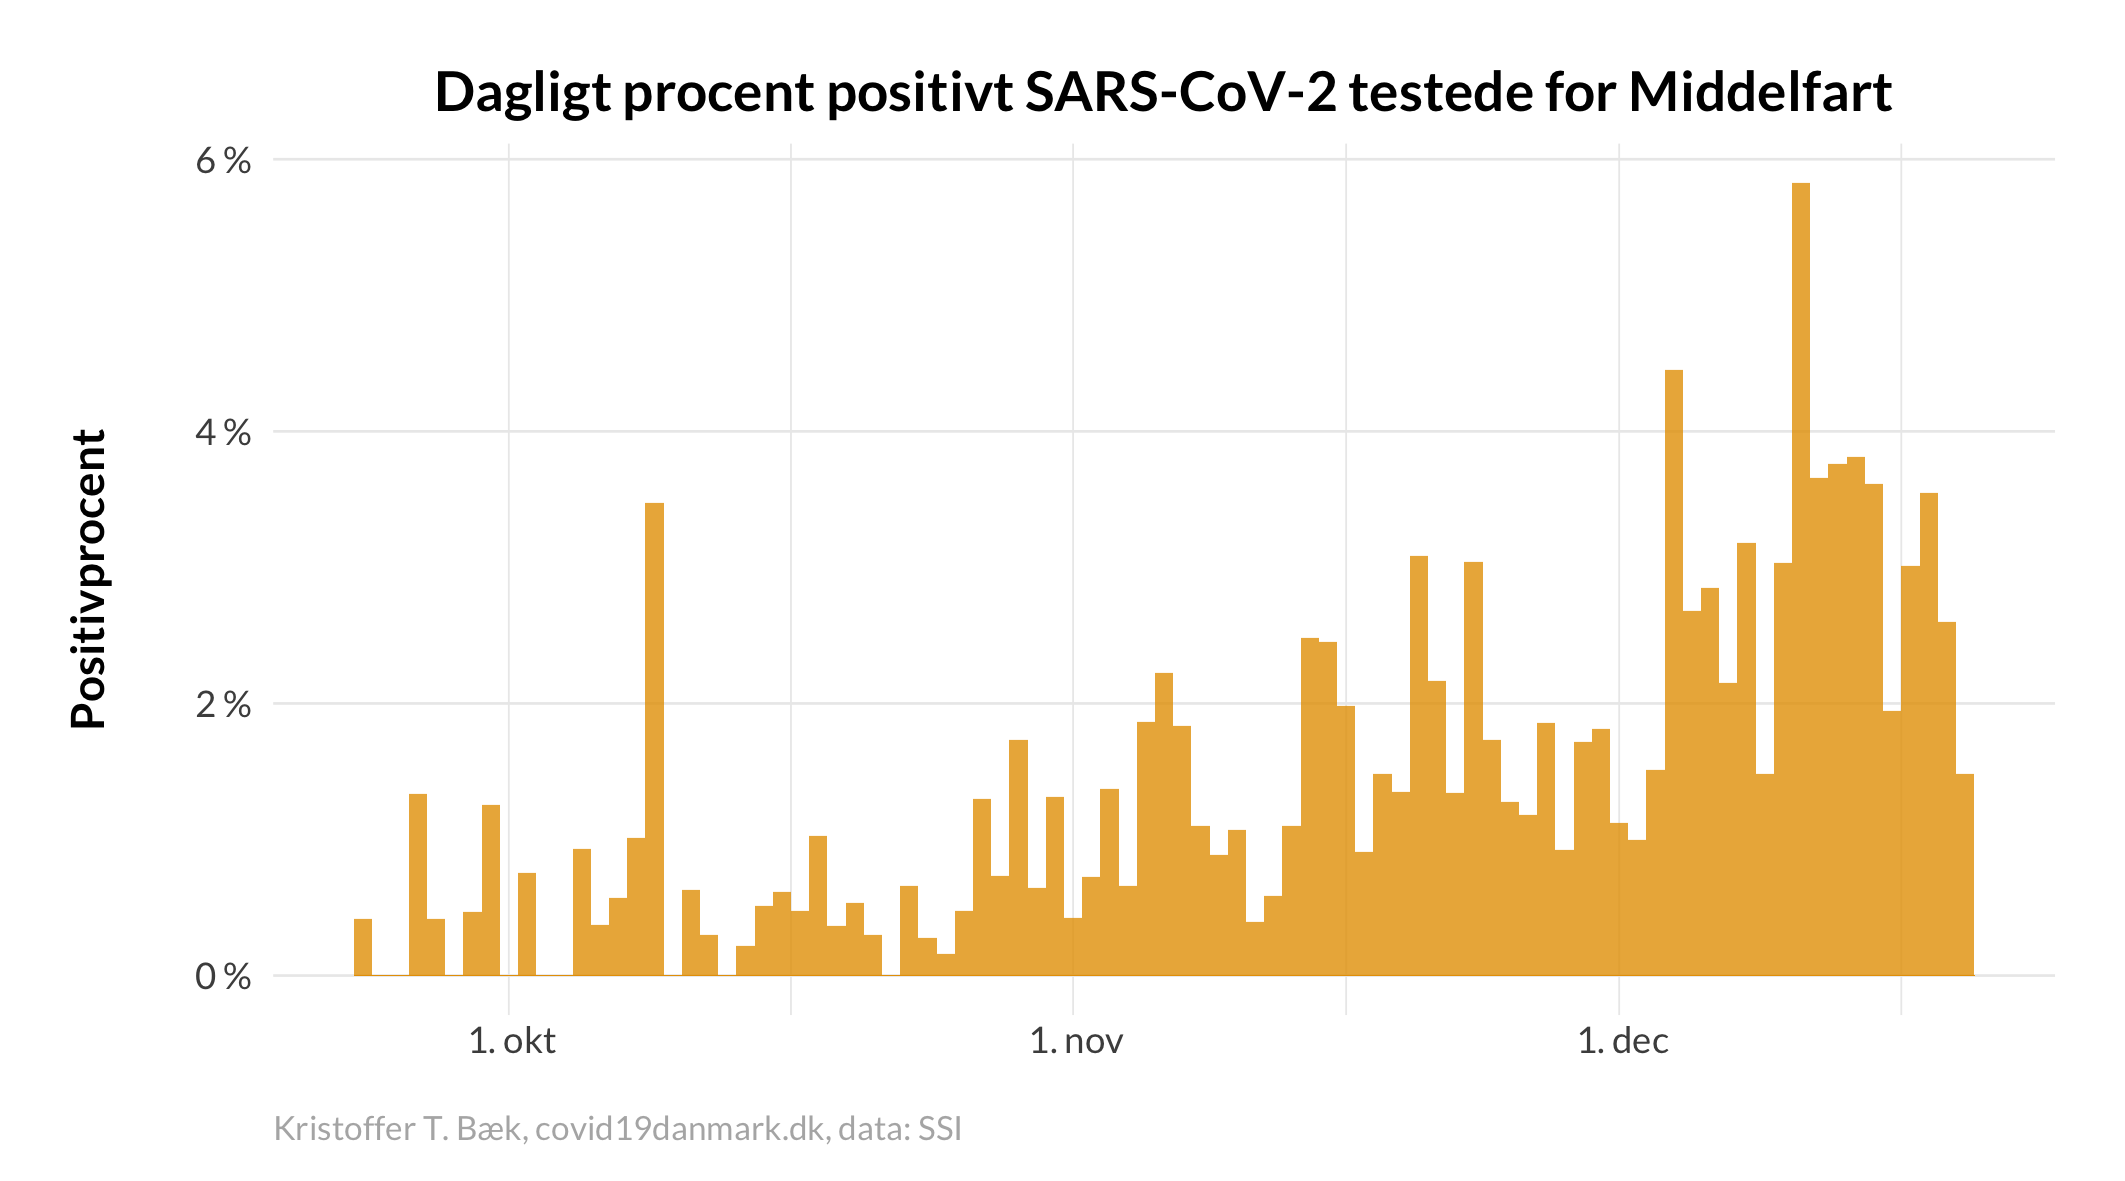 Dagligt procent positivt SARS-CoV-2 testede for Middelfart
6 %
4 %
2 %
0 %
Positivprocent
1. okt
1. nov
1. dec
Kristoffer T. Bæk, covid19danmark.dk, data: SSI